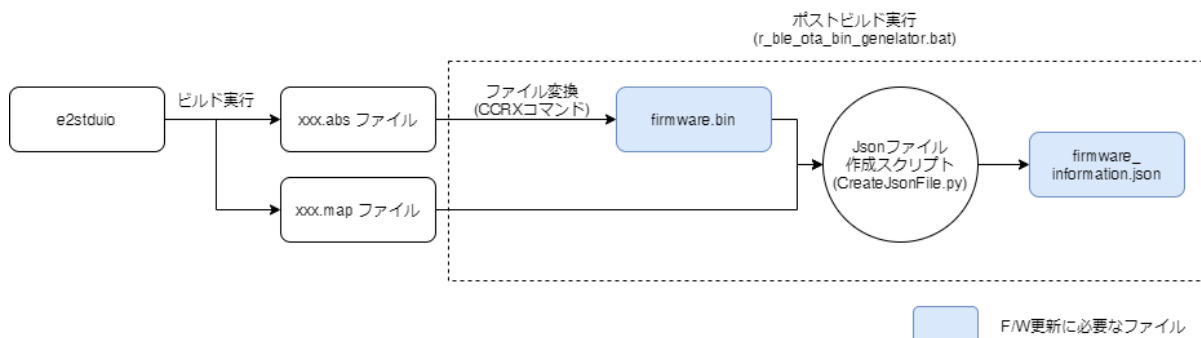 ポストビルド実行
(r_ble_ota_bin_genelator.bat)
e2stduio
ビルド実行
xxx.abs ファイル
ファイル変換
(CCRXコマンド)
firmware.bin
Jsonファイル
作成スクリプト
(CreateJsonFile.py)
firmware_
information.json
xxx.map ファイル
F/W更新に必要なファイル